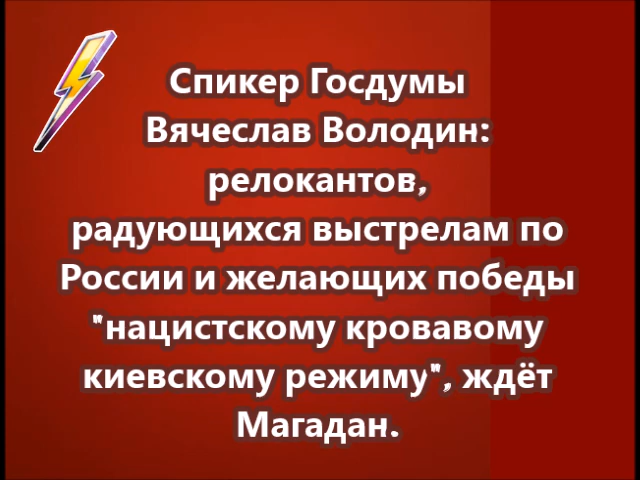 Спикер Госдумы
Вячеслав Володин:
релокантов,
радующихся выстрелам по
России и желающих победы
"нацистскому кровавому
киевскому режиму", ждёт
Магадан.